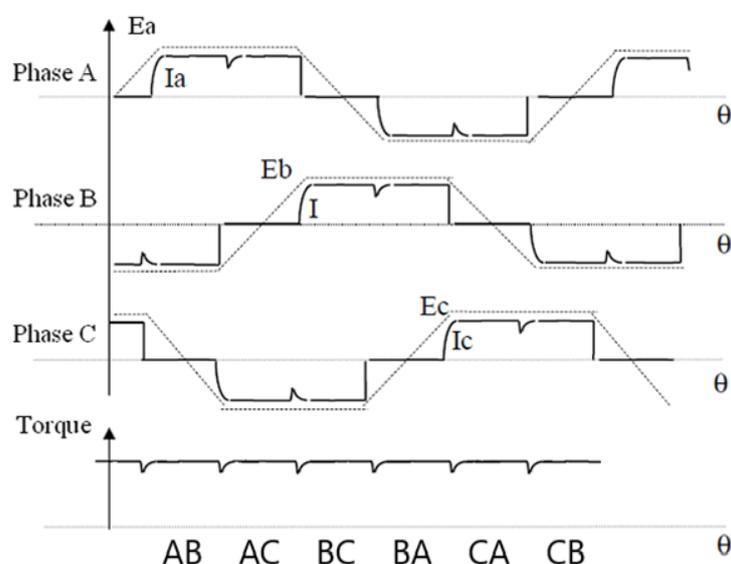 Ea
Phase A
Ia
θ
Eb
Phase B
I
θ
Ec
Phase C
Ic
θ
Torque
θ
AB AC BC BA CA CB